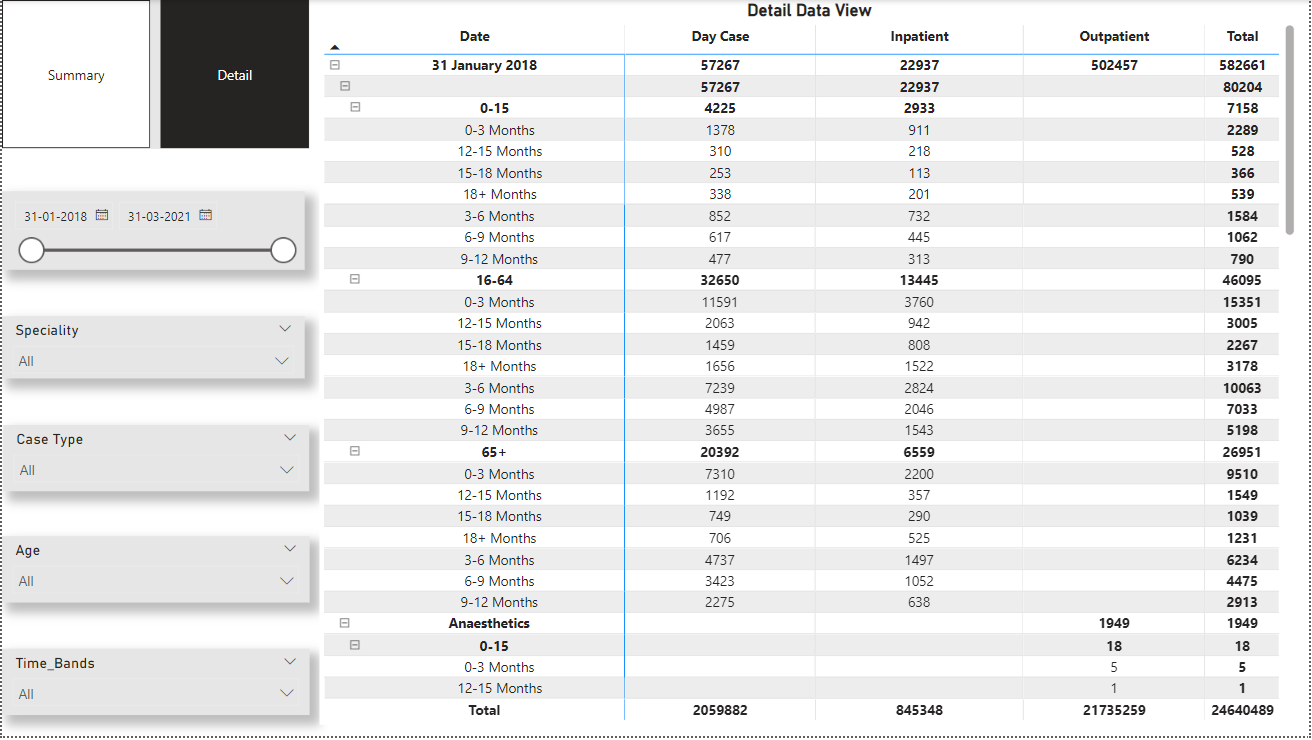 Summary
Detail
31-01-2018 31-03-2021
Speciality
All
Case Type
All
Age
All
Time_Bands
All
Detail Data View
Date Day Case Inpatient Outpatient Total
31 January 2018 57267 22937 502457 582661
57267 22937 80204
0-15 4225 2933 7158
0-3 Months 1378 911 2289
12-15 Months 310 218 528
15-18 Months 253 113 366
18+ Months 338 201 539
3-6 Months 852 732 1584
6-9 Months 617 445 1062
9-12 Months 477 313 790
16-64 32650 13445 46095
0-3 Months 11591 3760 15351
12-15 Months 2063 942 3005
15-18 Months 1459 808 2267
18+ Months 1656 1522 3178
3-6 Months 7239 2824 10063
6-9 Months 4987 2046 7033
9-12 Months 3655 1543 5198
65+ 20392 6559 26951
0-3 Months 7310 2200 9510
12-15 Months 1192 357 1549
15-18 Months 749 290 1039
18+ Months 706 525 1231
3-6 Months 4737 1497 6234
6-9 Months 3423 1052 4475
9-12 Months 2275 638 2913
Anaesthetics 1949 1949
0-15 18 18
0-3 Months 5 5
12-15 Months 1 1
Total 2059882 845348 21735259 24640489